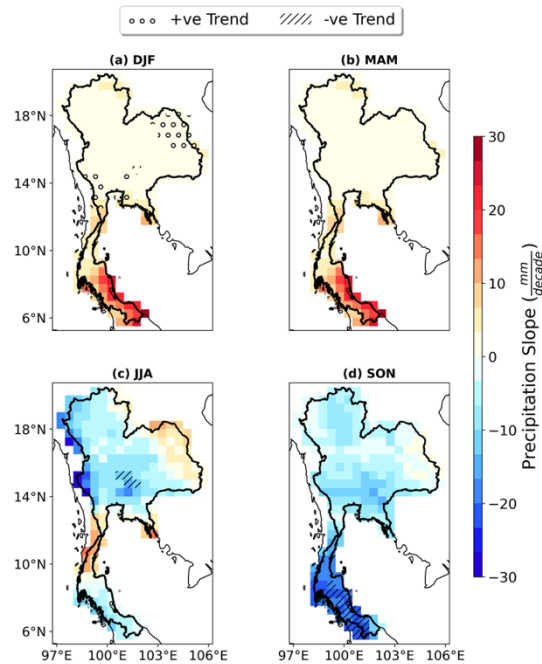 +ve Trend -ve Trend
(a) DJF (b) MAM
18°N
14°N
10°N
6°N
(c) JJA (d) SON
18°N
14°N
10°N
6°N
97°E 100°E 103°E 106°E 97°E 100°E 103°E 106°E
30
20
10
0
−10
−20
−30
Precipitation Slope (mm/decade)